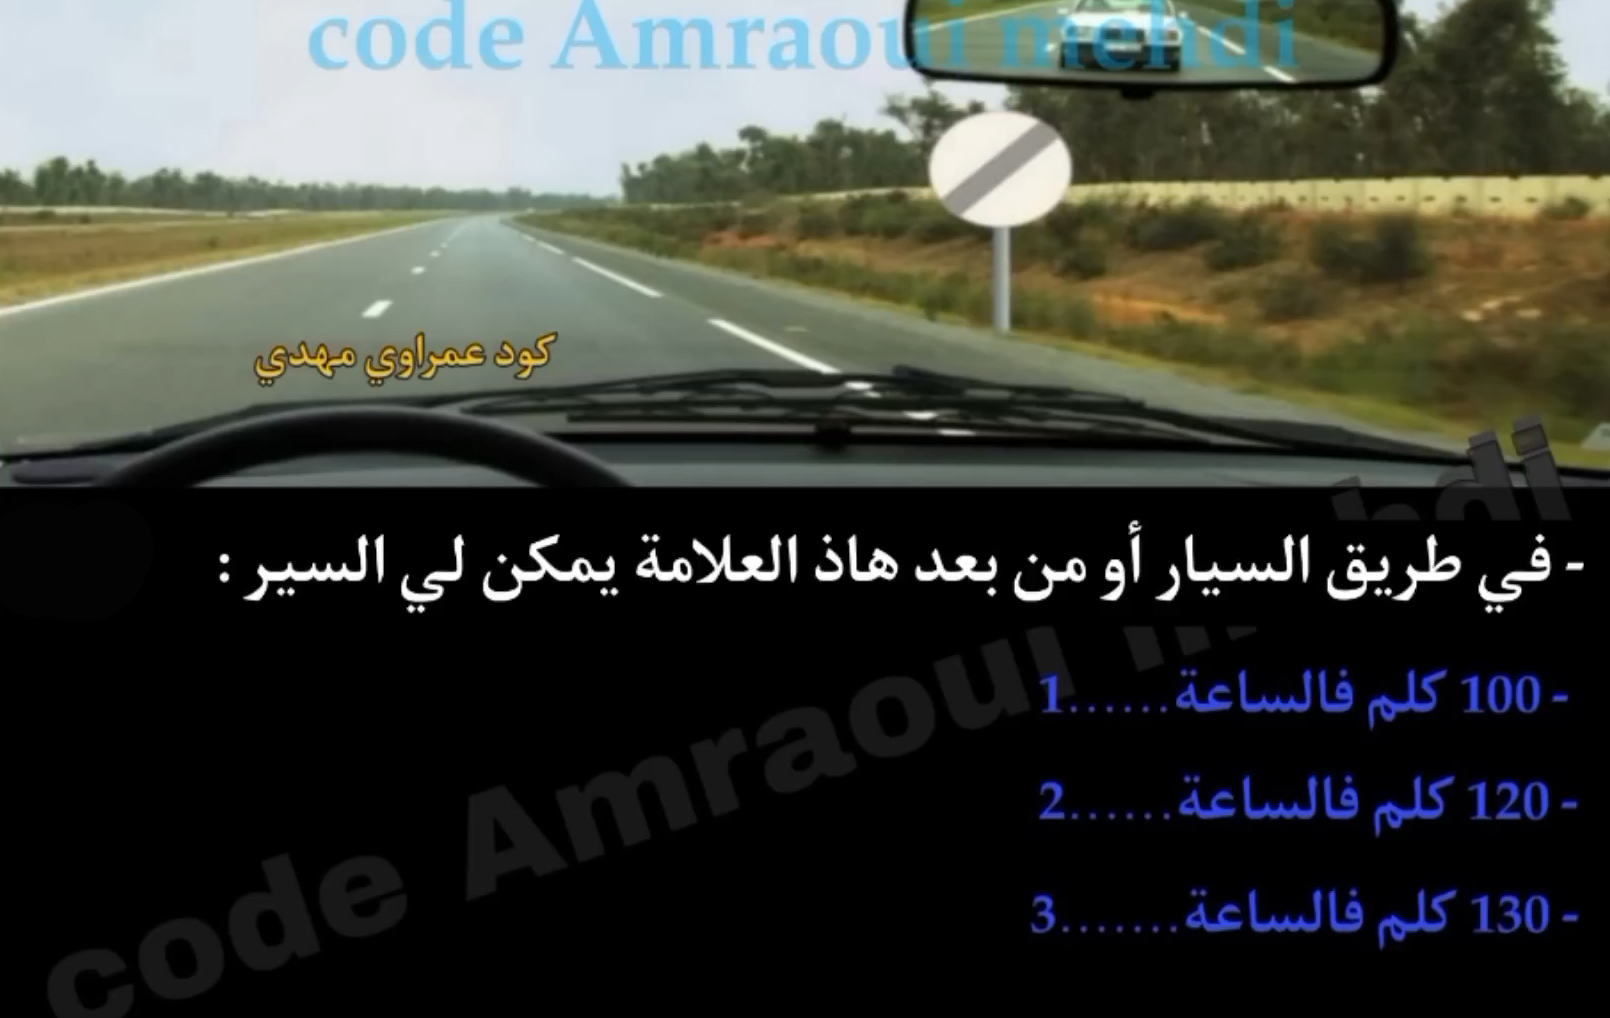 code Amraoui mehdi
كود عمراوي مهدي
- في طريق السيار أو من بعد هاذ العلامة يمكن لي السير :
- 100 كلم فالساعة......1
- 120 كلم فالساعة......2
- 130 كلم فالساعة.......3
code Amraoui mehdi